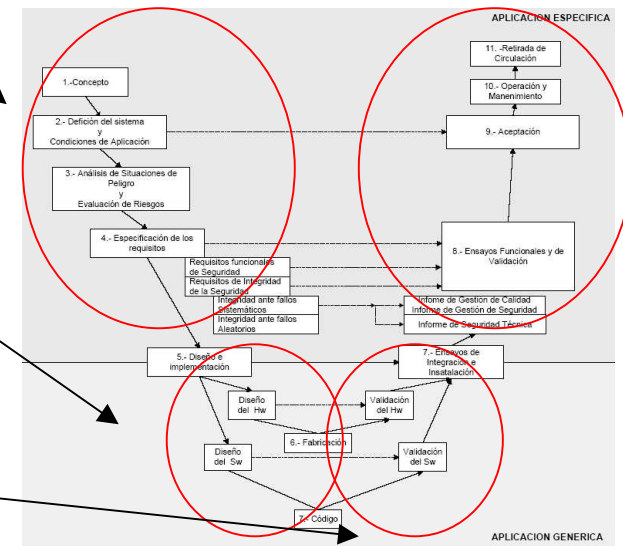 APLICACION ESPECIFICA
1.-Concepto
2.- Defición del sistema
y
Condiciones de Aplicación
3.- Análisis de Situaciones de
Peligro
y
Evaluación de Riesgos
4.- Especificación de los
requisitos
Requisitos funcionales
de Seguridad
Requisitos de Integridad
de la Seguridad
Integridad ante fallos
Sistemáticos
Integridad ante fallos
Aleatorios
5.- Diseño e
implementación
Diseño
del Hw
Diseño
del Sw
6.- Fabricación
7.- Código
Validación
del Hw
Validación
del Sw
7.- Ensayos de
Integración e
Insatalación
Informe de Gestión de Calidad
Informe de Gestión de Seguridad
Informe de Seguridad Técnica
8.- Ensayos Funcionales y de
Validación
9.- Aceptación
10.- Operación y
Manenimiento
11. -Retirada de
Circulación
APLICACION GENERICA